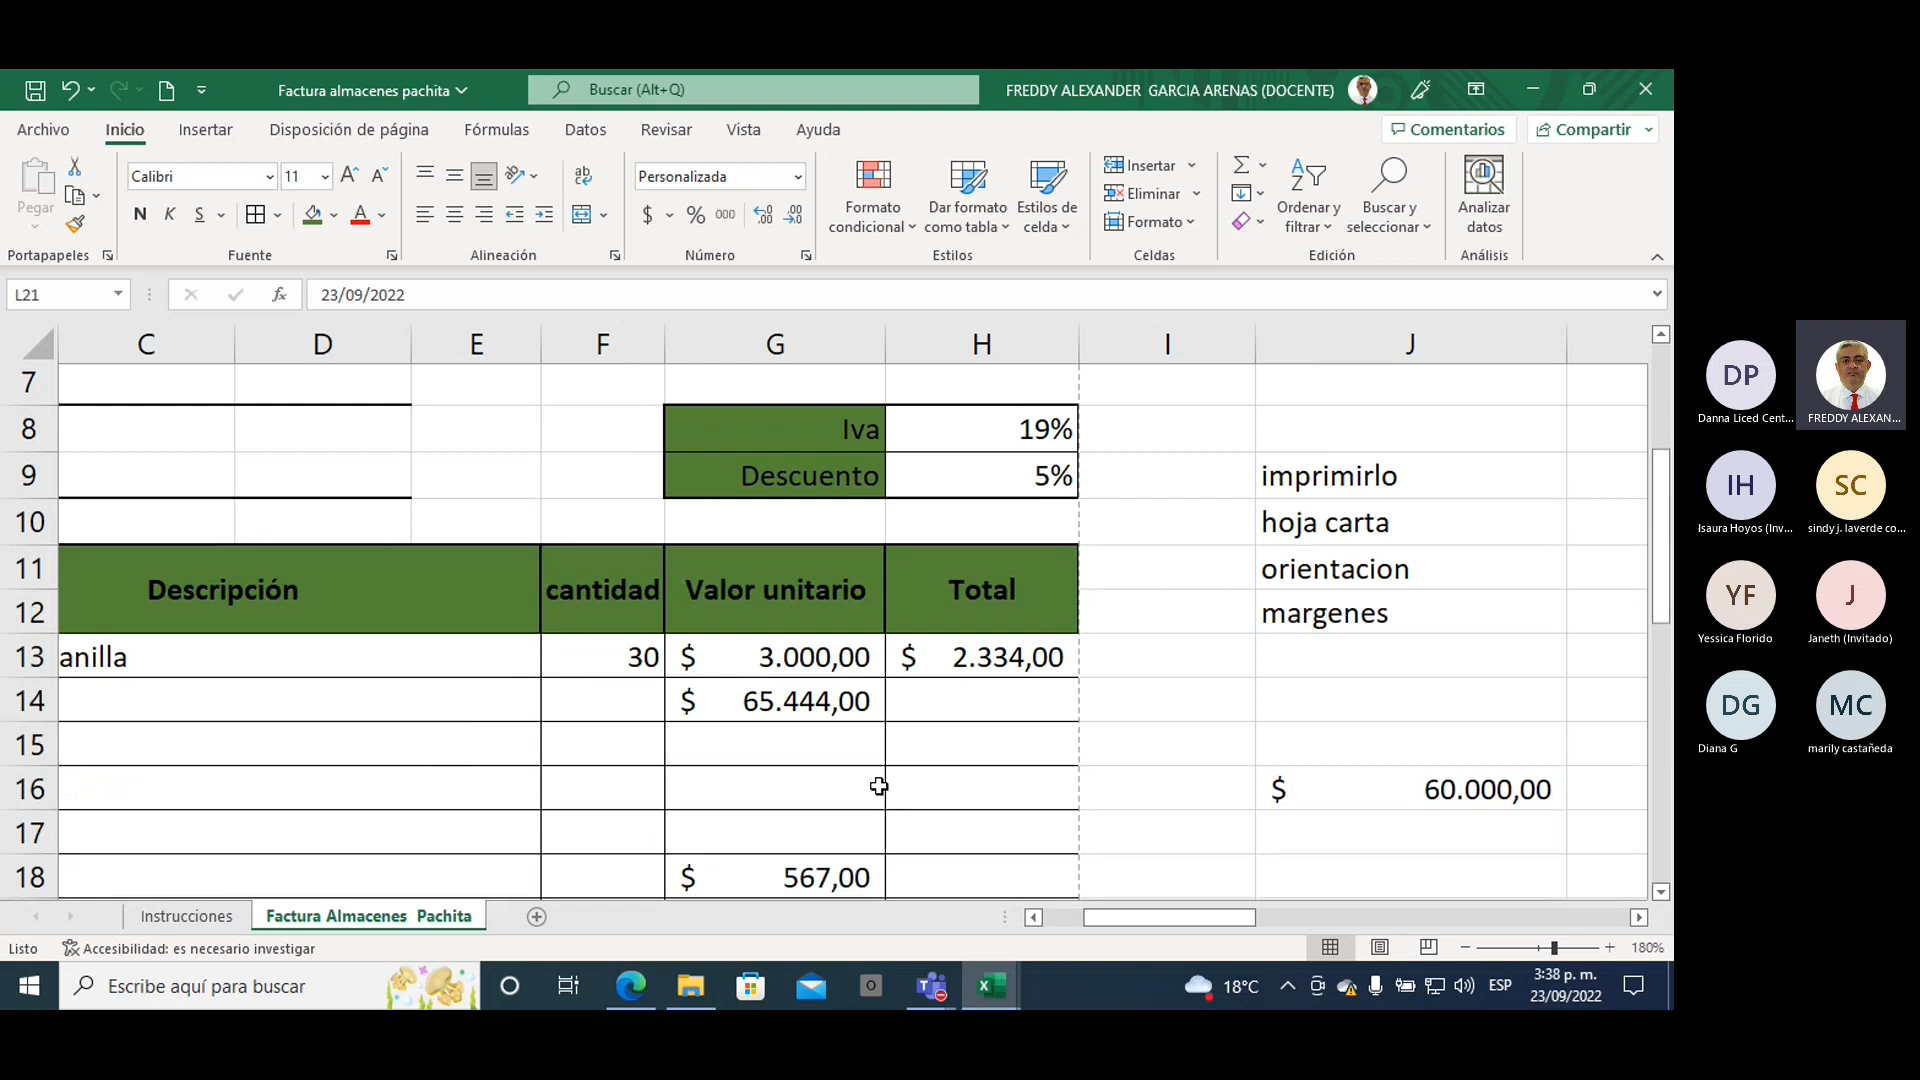 Factura almacenes pachita
Buscar (Alt+Q)
FREDDY ALEXANDER GARCIA ARENAS (DOCENTE)
Archivo Inicio Insertar Disposición de página Fórmulas Datos Revisar Vista Ayuda Comentarios Compartir
Pegar
Calibri 11
N K S
Personalizada
$ % 000
Formato condicional
Dar formato como tabla
Estilos de celda
Insertar
Eliminar
Formato
Ordenar y filtrar
Buscar y seleccionar
Analizar datos
Portapapeles Fuente Alineación Número Estilos Celdas Edición Análisis
L21 fx 23/09/2022
C D E F G H I J
7
8 Iva 19%
9 Descuento 5% imprimirlo
10 hoja carta
11 orientacion
Descripción cantidad Valor unitario Total
12 margenes
13 anilla 30 $ 3.000,00 $ 2.334,00
14 $ 65.444,00
15
16 $ 60.000,00
17
18 $ 567,00
Instrucciones Factura Almacenes Pachita
Listo Accesibilidad: es necesario investigar 180%
Escribe aquí para buscar
18°C ESP 3:38 p. m.
23/09/2022
DP
Danna Liced Cent...
FREDDY ALEXAN...
IH
Isaura Hoyos (Inv...
SC
sindy j. laverde co...
YF
Yessica Florido
J
Janeth (Invitado)
DG
Diana G
MC
marily castañeda